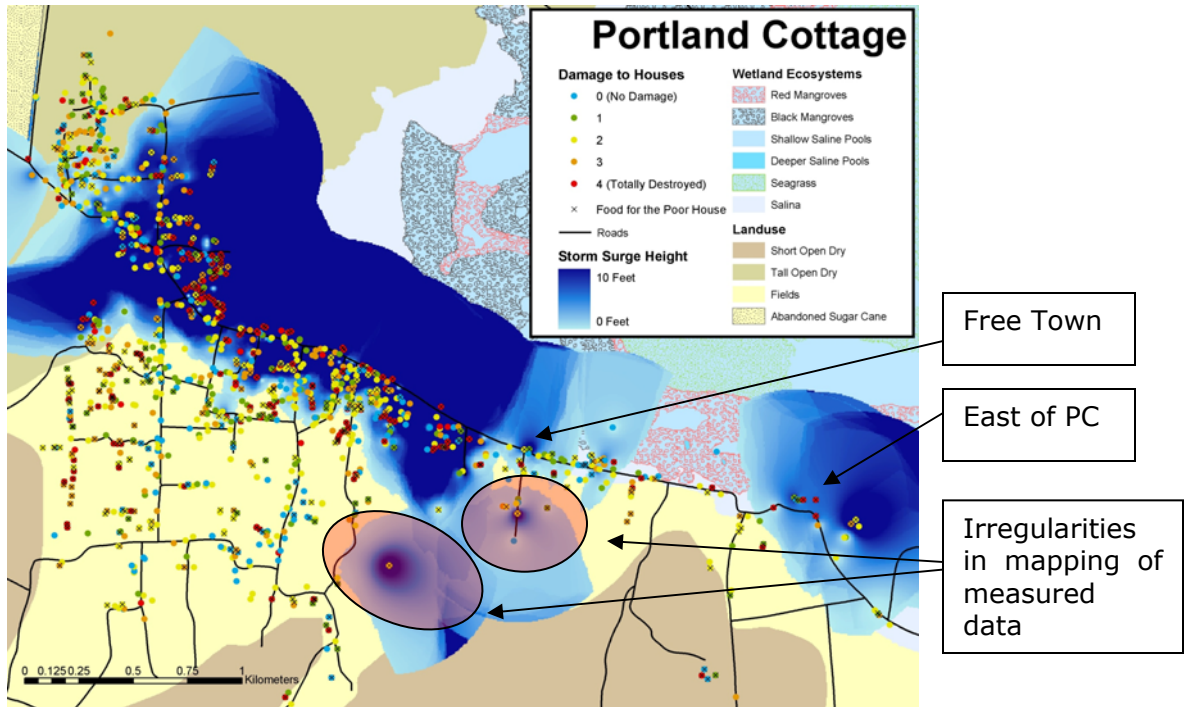 Portland Cottage
Damage to Houses
0 (No Damage)
1
2
3
4 (Totally Destroyed)
Food for the Poor House
Roads
Storm Surge Height
10 Feet
0 Feet
Wetland Ecosystems
Red Mangroves
Black Mangroves
Shallow Saline Pools
Deeper Saline Pools
Seagrass
Salina
Landuse
Short Open Dry
Tall Open Dry
Fields
Abandoned Sugar Cane
Free Town
East of PC
Irregularities
in mapping of
measured
data
0 0.125 0.25 0.5 0.75 1
Kilometers